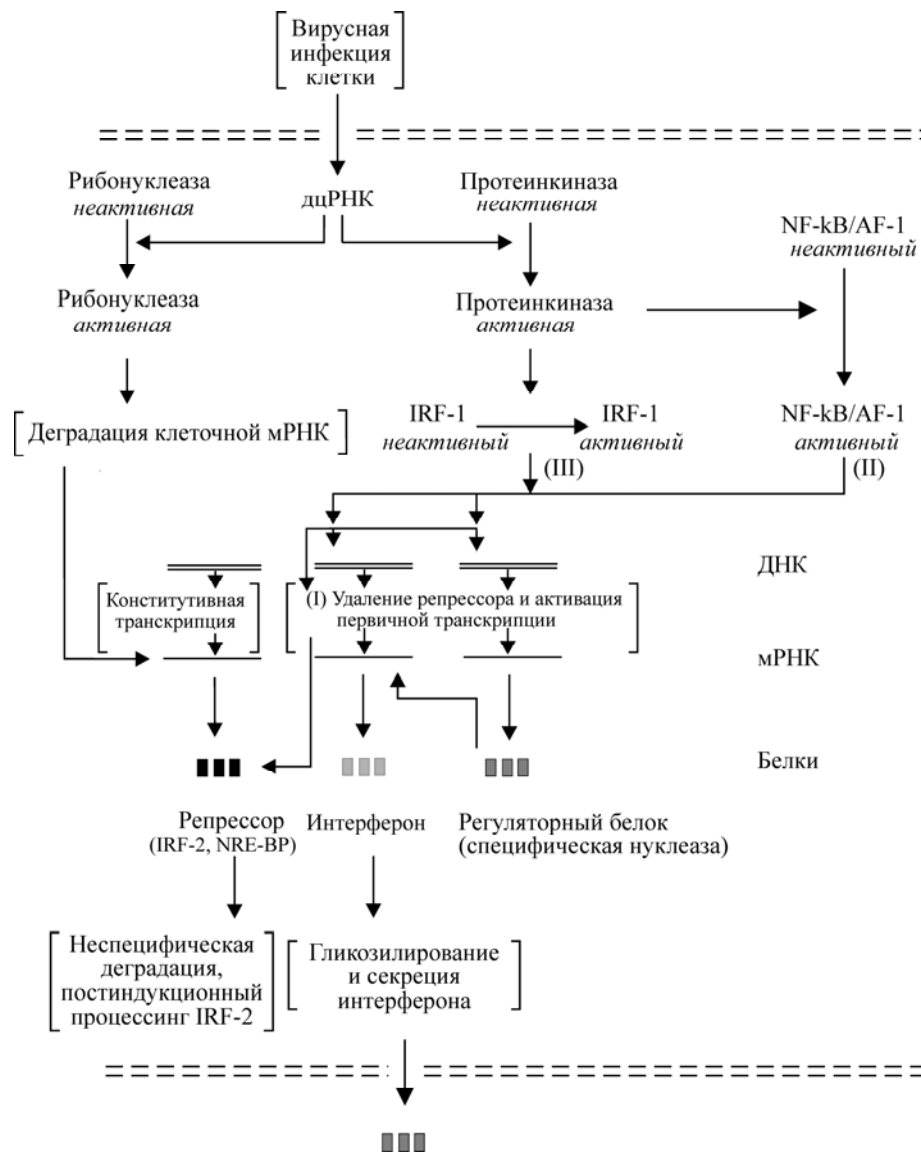 Вирусная
инфекция
клетки
Рибонуклеаза
неактивная
дцРНК
Протеинкиназа
неактивная
NF-kB/AF-1
неактивный
Рибонуклеаза
активная
Протеинкиназа
активная
Деградация клеточной мРНК
IRF-1
неактивный
IRF-1
активный
NF-kB/AF-1
активный
(III)
(II)
ДНК
Конститутивная
транскрипция
(I) Удаление репрессора и активация
первичной транскрипции
мРНК
Белки
Репрессор
(IRF-2, NRE-BP)
Интерферон
Регуляторный белок
(специфическая нуклеаза)
Неспецифическая
деградация,
постиндукционный
процессинг IRF-2
Гликозилирование
и секреция
интерферона